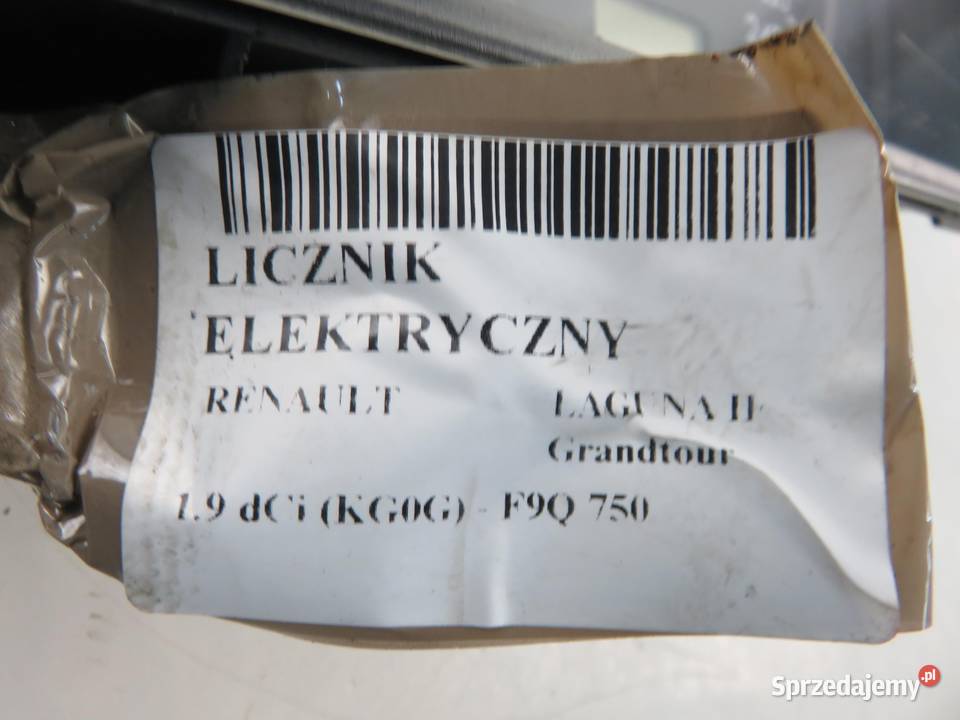 LICZNIK
ELEKTRYCZNY
RENAULT LAGUNA II
Grandtour
1.9 dCi (KG0G) - F9Q 750
Sprzedajemy.pl